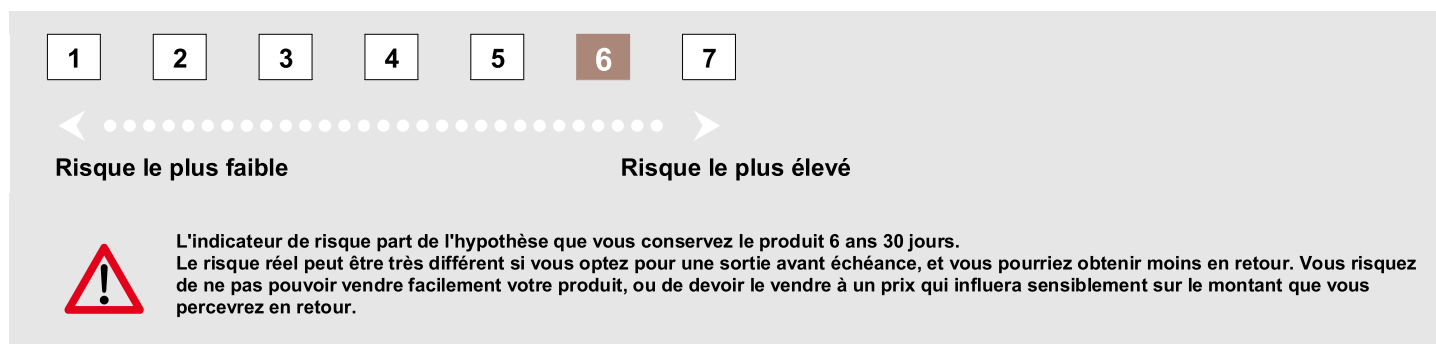 1 2 3 4 5 6 7
Risque le plus faible Risque le plus élevé
L'indicateur de risque part de l'hypothèse que vous conservez le produit 6 ans 30 jours.
Le risque réel peut être très différent si vous optez pour une sortie avant échéance, et vous pourriez obtenir moins en retour. Vous risquez
de ne pas pouvoir vendre facilement votre produit, ou de devoir le vendre à un prix qui influera sensiblement sur le montant que vous
percevrez en retour.